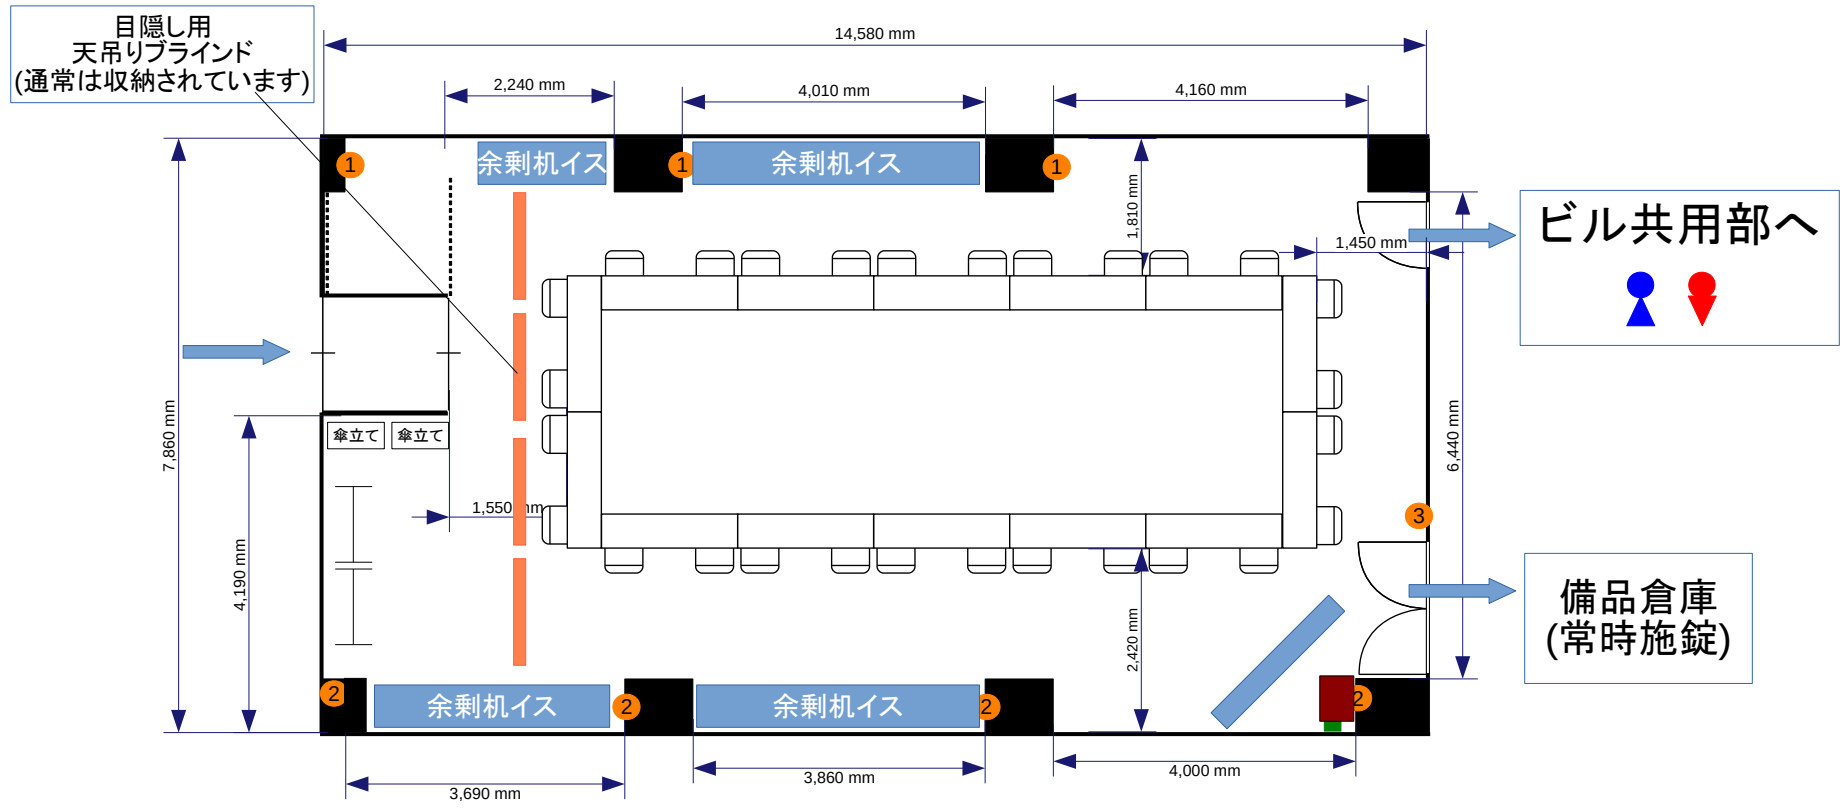 目隠し用
天吊りブラインド
(通常は収納されています)
14,580 mm
2,240 mm
4,010 mm
4,160 mm
1
余剰机イス
1
余剰机イス
1
1,810 mm
1,450 mm
ビル共用部へ
7,860 mm
傘立て
傘立て
6,440 mm
1,550 mm
3
4,190 mm
2,420 mm
備品倉庫
(常時施錠)
2
余剰机イス
2
余剰机イス
2
2
3,690 mm
3,860 mm
4,000 mm